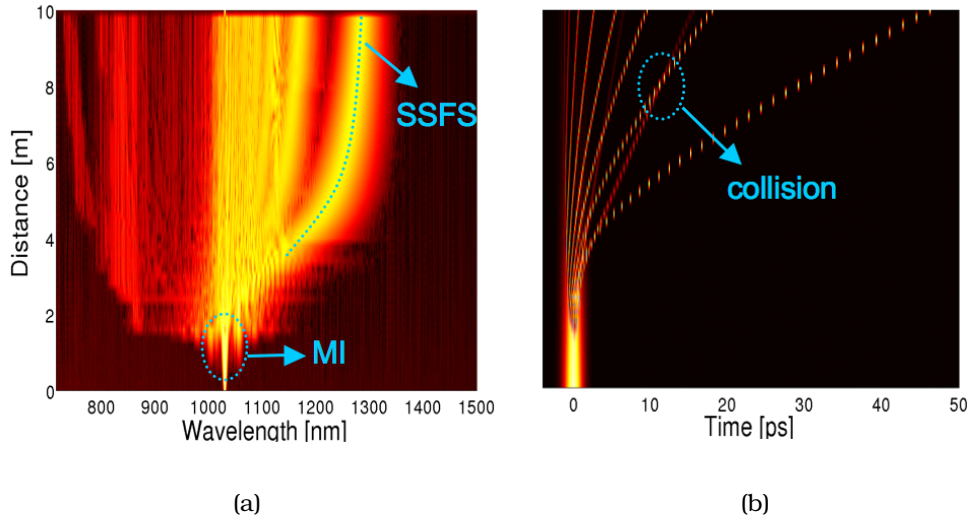 10
8
6
4
2
0
Distance [m]
SSFS
MI
800 900 1000 1100 1200 1300 1400 1500
Wavelength [nm]
(a)
collision
0 10 20 30 40 50
Time [ps]
(b)